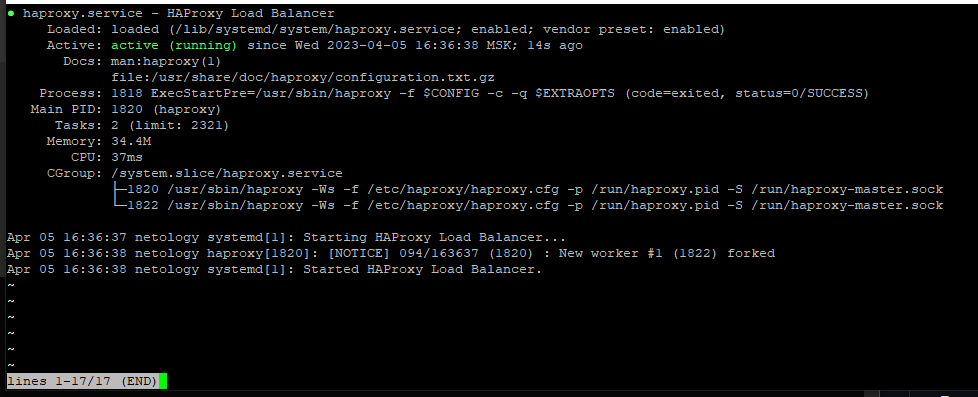 ● haproxy.service - HAProxy Load Balancer
     Loaded: loaded (/lib/systemd/system/haproxy.service; enabled; vendor preset: enabled)
     Active: active (running) since Wed 2023-04-05 16:36:38 MSK; 14s ago
       Docs: man:haproxy(1)
             file:/usr/share/doc/haproxy/configuration.txt.gz
    Process: 1818 ExecStartPre=/usr/sbin/haproxy -f $CONFIG -c -q $EXTRAOPTS (code=exited, status=0/SUCCESS)
   Main PID: 1820 (haproxy)
      Tasks: 2 (limit: 2321)
     Memory: 34.4M
        CPU: 37ms
     CGroup: /system.slice/haproxy.service
             ├─1820 /usr/sbin/haproxy -Ws -f /etc/haproxy/haproxy.cfg -p /run/haproxy.pid -S /run/haproxy-master.sock
             └─1822 /usr/sbin/haproxy -Ws -f /etc/haproxy/haproxy.cfg -p /run/haproxy.pid -S /run/haproxy-master.sock

Apr 05 16:36:37 netology systemd[1]: Starting HAProxy Load Balancer...
Apr 05 16:36:38 netology haproxy[1820]: [NOTICE] 094/163637 (1820) : New worker #1 (1822) forked
Apr 05 16:36:38 netology systemd[1]: Started HAProxy Load Balancer.
~
~
~
~
~
~
lines 1-17/17 (END)